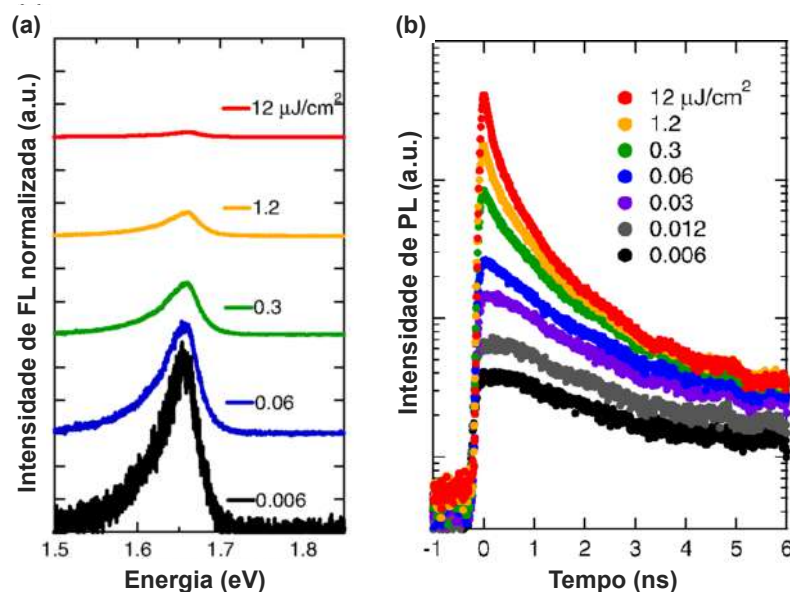 (a)
Intensidade de FL normalizada (a.u.)
12 μJ/cm²
1.2
0.3
0.06
0.006
1.5 1.6 1.7 1.8
Energia (eV)
(b)
Intensidade de PL (a.u.)
12 μJ/cm²
1.2
0.3
0.06
0.03
0.012
0.006
-1 0 1 2 3 4 5 6
Tempo (ns)